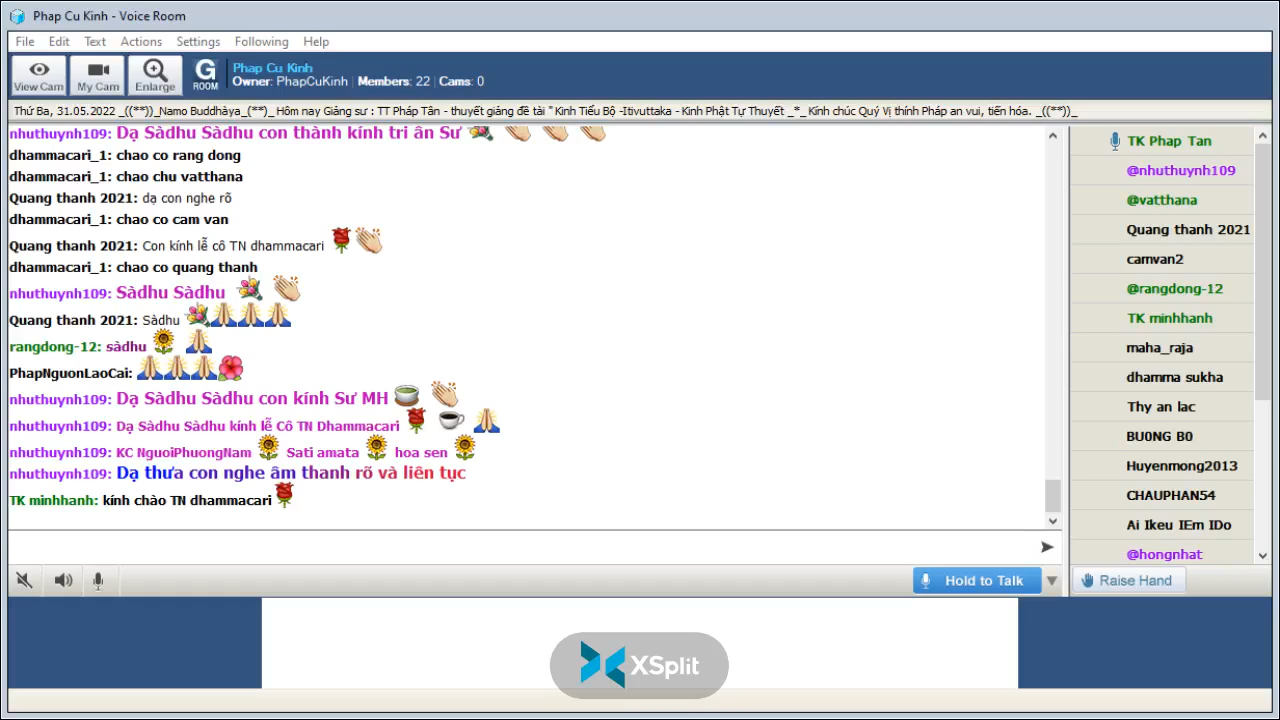 Phap Cu Kinh - Voice Room
File Edit Text Actions Settings Following Help
View Cam My Cam Enlarge G ROOM
Phap Cu Kinh
Owner: PhapCuKinh | Members: 22 | Cams: 0
Thứ Ba, 31.05.2022 _((**))_Namo Buddhàya_(**)_ Hôm nay Giảng sư : TT Pháp Tân - thuyết giảng đề tài " Kinh Tiểu Bộ -Itivuttaka - Kinh Phật Tự Thuyết _*_ Kính chúc Quý Vị thính Pháp an vui, tiến hóa. _((**))_
nhuthuynh109: Dạ Sàdhu Sàdhu con thành kính tri ân Sư
dhammacari_1: chao co rang dong
dhammacari_1: chao chu vatthana
Quang thanh 2021: dạ con nghe rõ
dhammacari_1: chao co cam van
Quang thanh 2021: Con kính lễ cô TN dhammacari
dhammacari_1: chao co quang thanh
nhuthuynh109: Sàdhu Sàdhu
Quang thanh 2021: Sàdhu
rangdong-12: sàdhu
PhapNguonLaoCai:
nhuthuynh109: Dạ Sàdhu Sàdhu con kính Sư MH
nhuthuynh109: Dạ Sàdhu Sàdhu kính lễ Cô TN Dhammacari
nhuthuynh109: KC NguoiPhuongNam Sati amata hoa sen
nhuthuynh109: Dạ thưa con nghe âm thanh rõ và liên tục
TK minhhanh: kính chào TN dhammacari
TK Phap Tan
@nhuthuynh109
@vatthana
Quang thanh 2021
camvan2
@rangdong-12
TK minhhanh
maha_raja
dhamma sukha
Thy an lac
BU0NG B0
Huyenmong2013
CHAUPHAN54
Ai Ikeu IEm IDo
@hongnhat
Hold to Talk
Raise Hand
XSplit